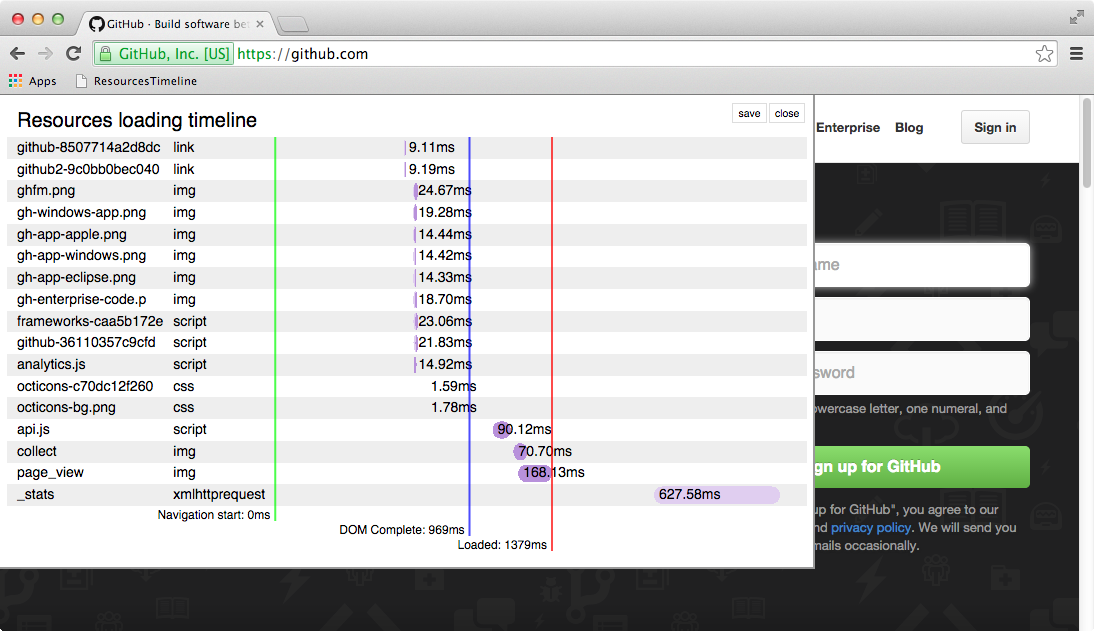 GitHub · Build software be
GitHub, Inc. [US] https://github.com
Apps ResourcesTimeline
Resources loading timeline
save close
Enterprise Blog Sign in
github-8507714a2d8dc link 9.11ms
github2-9c0bb0bec040 link 9.19ms
ghfm.png img 24.67ms
gh-windows-app.png img 19.28ms
gh-app-apple.png img 14.44ms
gh-app-windows.png img 14.42ms
gh-app-eclipse.png img 14.33ms
gh-enterprise-code.p img 18.70ms
frameworks-caa5b172e script 23.06ms
github-36110357c9cfd script 21.83ms
analytics.js script 14.92ms
octicons-c70dc12f260 css 1.59ms
octicons-bg.png css 1.78ms
api.js script 90.12ms
collect img 70.70ms
page_view img 168.13ms
_stats xmlhttprequest 627.58ms
Navigation start: 0ms
DOM Complete: 969ms
Loaded: 1379ms
ame
sword
owercase letter, one numeral, and
gn up for GitHub
up for GitHub", you agree to our
nd privacy policy. We will send you
mails occasionally.